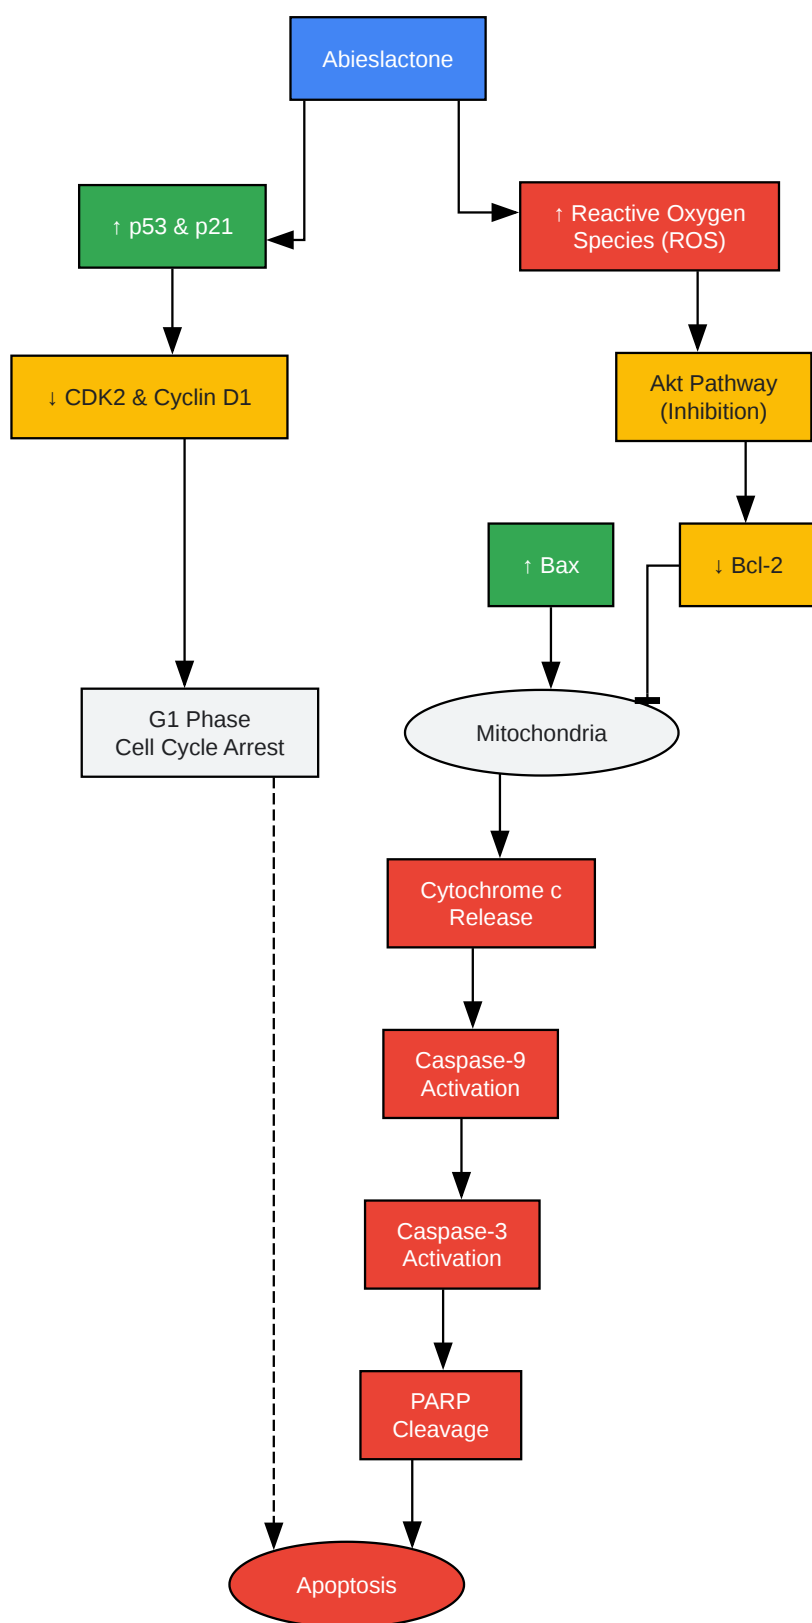 Abieslactone
↑ p53 & p21
↑ Reactive Oxygen
Species (ROS)
↓ CDK2 & Cyclin D1
Akt Pathway
(Inhibition)
↑ Bax
↓ Bcl-2
G1 Phase
Cell Cycle Arrest
Mitochondria
Cytochrome c
Release
Caspase-9
Activation
Caspase-3
Activation
PARP
Cleavage
Apoptosis